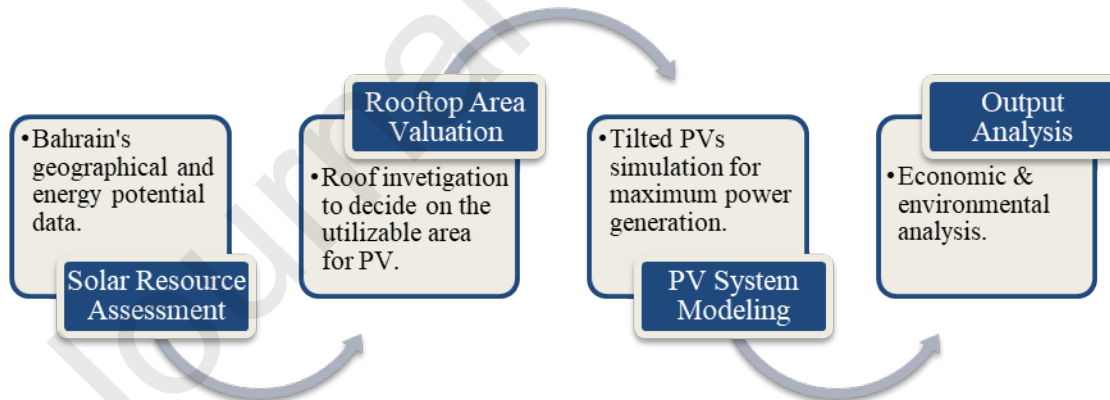 •Bahrain's
geographical and
energy potential
data.
Solar Resource
Assessment
Rooftop Area
Valuation
•Roof invetigation
to decide on the
utilizable area
for PV.
•Tilted PVs
simulation for
maximum power
generation.
PV System
Modeling
Output
Analysis
•Economic &
environmental
analysis.